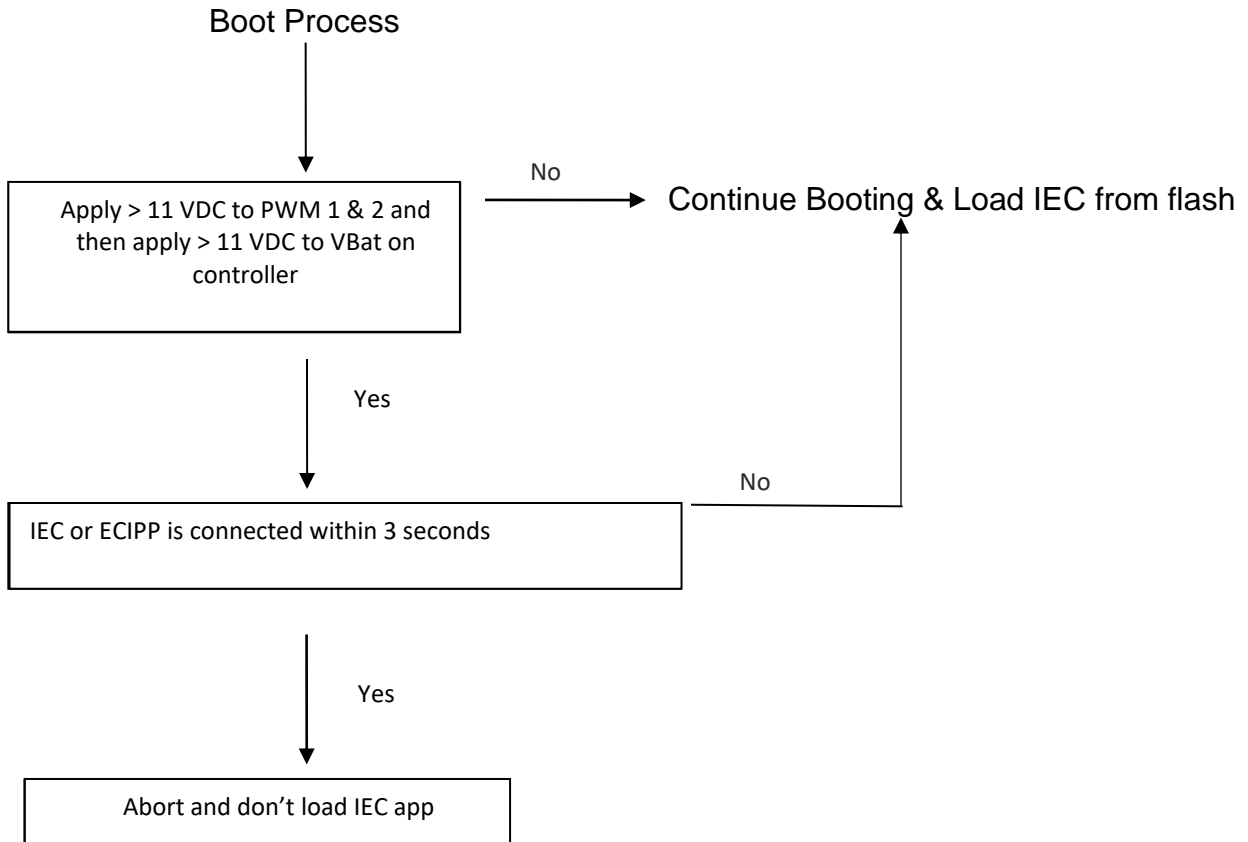 Boot Process
No
Continue Booting & Load IEC from flash
Apply > 11 VDC to PWM 1 & 2 and
then apply > 11 VDC to VBat on
controller
Yes
No
IEC or ECIPP is connected within 3 seconds
Yes
Abort and don’t load IEC app